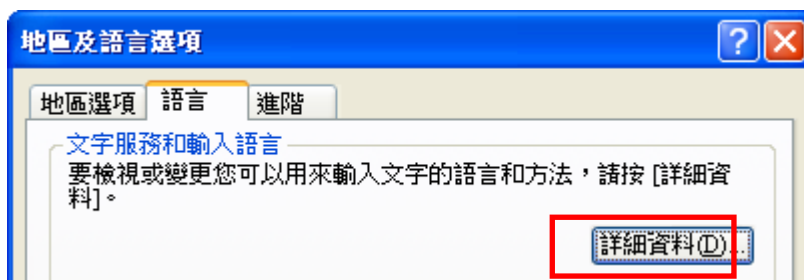 地區及語言選項
地區選項 語言 進階
文字服務和輸入語言
要檢視或變更您可以用來輸入文字的語言和方法，請按 [詳細資
料]。
詳細資料(D)...